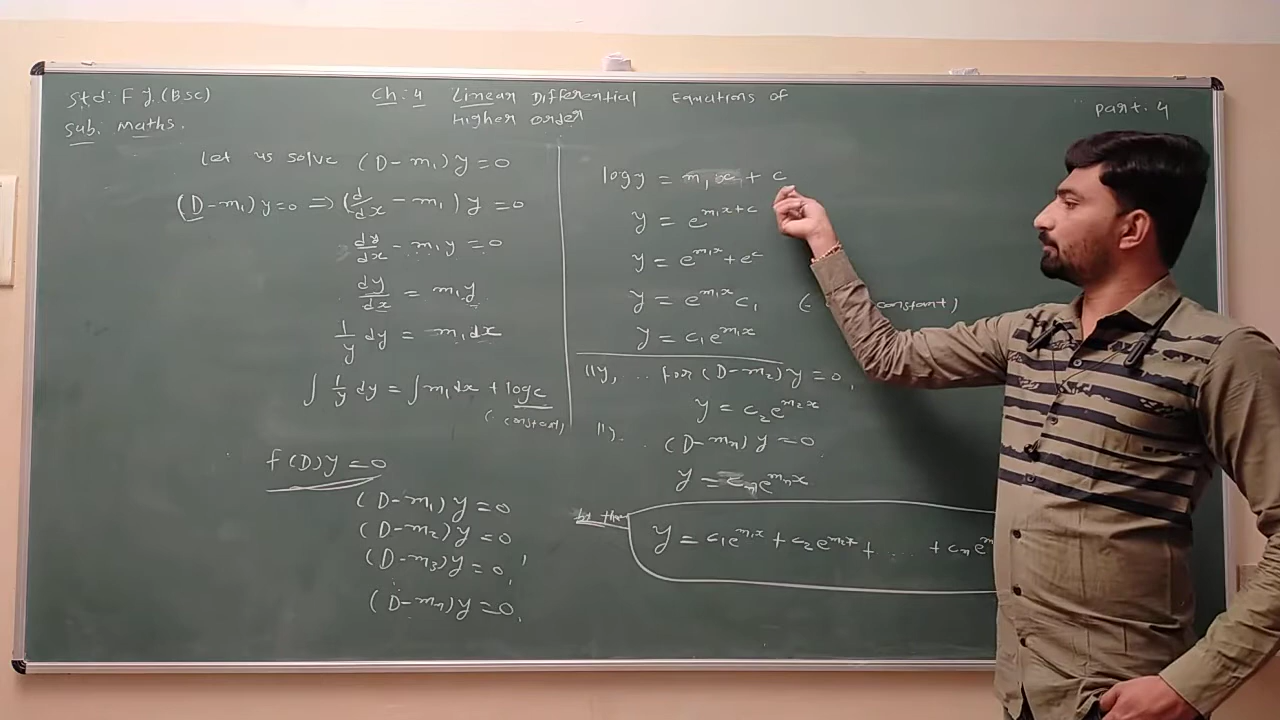 Std: F.Y.(BSC)
Sub: Maths.
Ch: 4 Linear Differential Equations of
higher order
Part. 4
Let us solve (D-m₁)y=0
(D-m₁)y=0 ⇒ (d/dx - m₁)y=0
dy/dx - m₁y = 0
dy/dx = m₁y
1/y dy = m₁dx
∫ 1/y dy = ∫ m₁dx + logc
(constant)
f(D)y=0
(D-m₁)y=0
(D-m₂)y=0
(D-m₃)y=0,
(D-mₙ)y=0,
logy = m₁x + c
y = e^{m₁x+c}
y = e^{m₁x} + e^c
y = e^{m₁x} c₁ constant)
y = c₁e^{m₁x}
||y, .. for (D-m₂)y=0,
y = c₂e^{m₂x}
||y. .. (D-mₙ)y=0
y = cₙe^{mₙx}
y = c₁e^{m₁x} + c₂e^{m₂x} + ... + cₙe^m